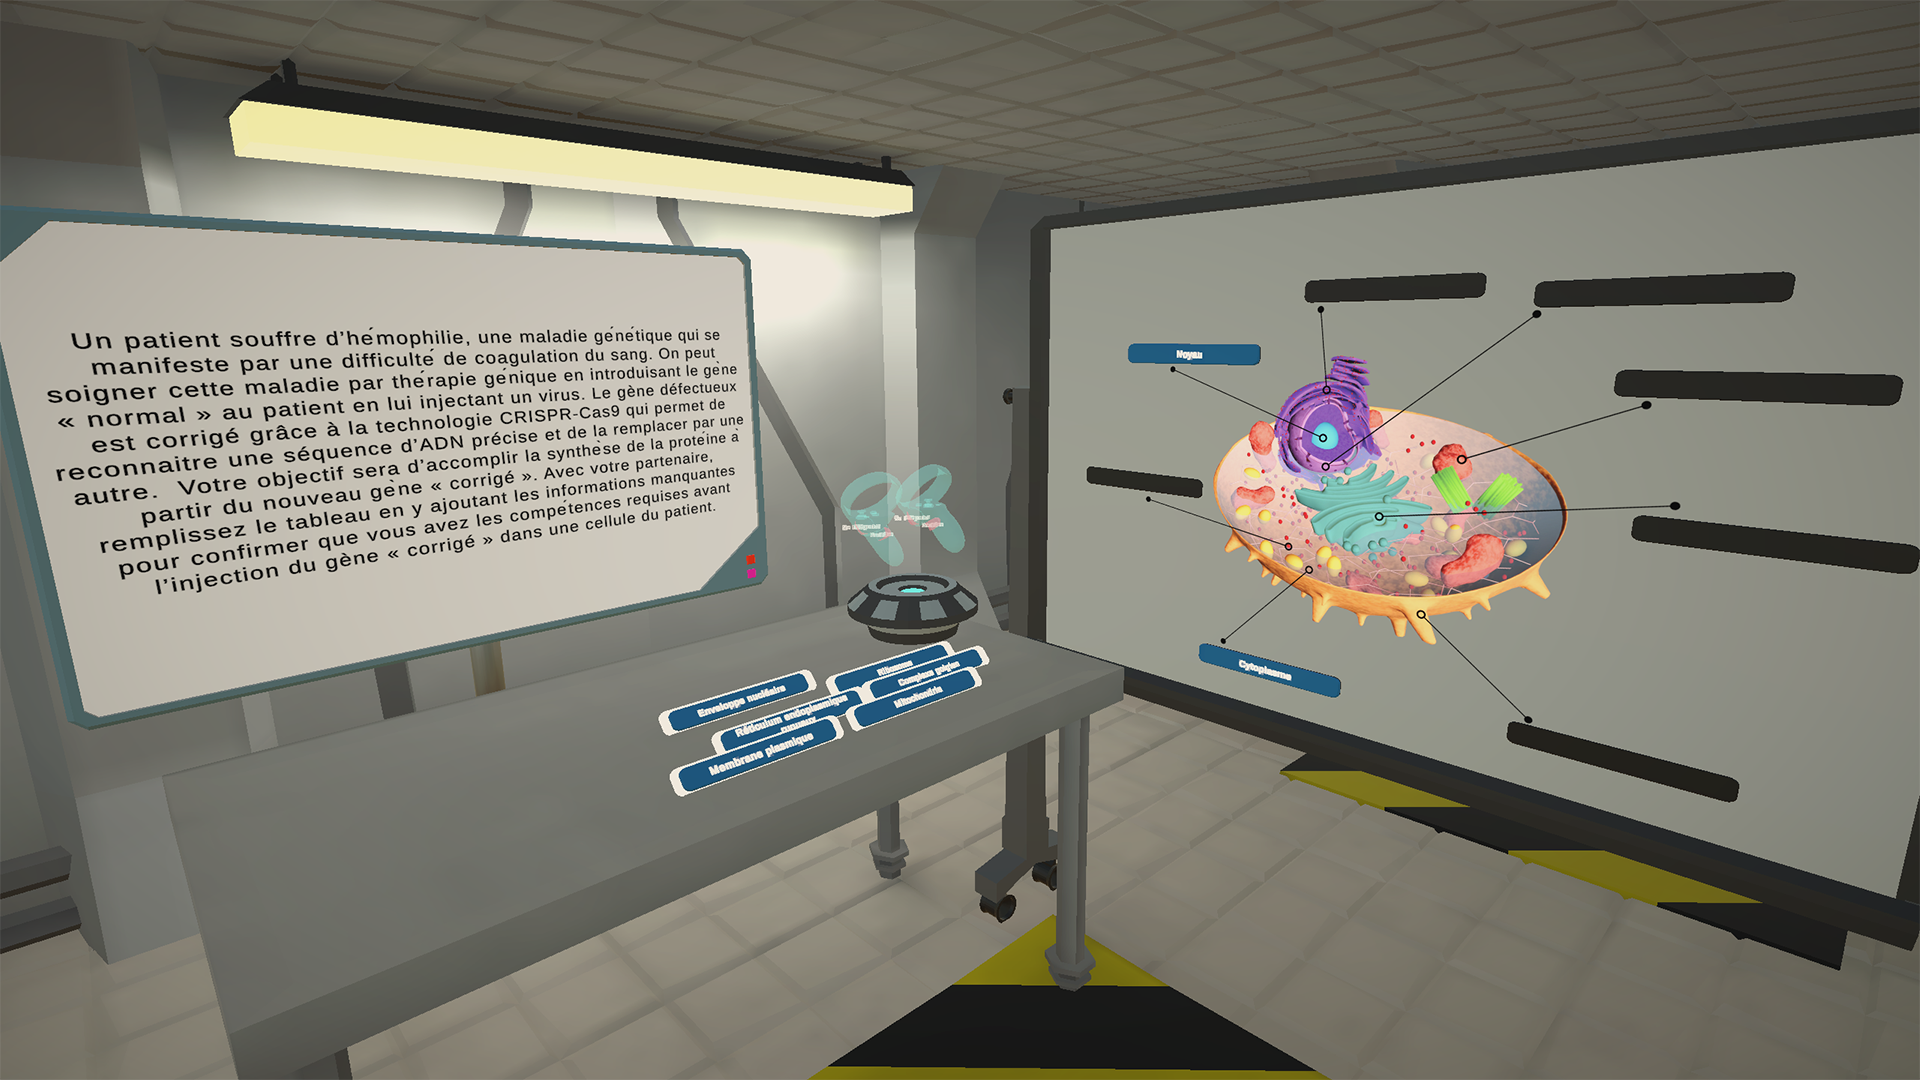 Un patient souffre d'hémophilie, une maladie génétique qui se
manifeste par une difficulté de coagulation du sang. On peut
soigner cette maladie par thérapie génique en introduisant le gène
« normal » au patient en lui injectant un virus. Le gène défectueux
est corrigé grâce à la technologie CRISPR-Cas9 qui permet de
reconnaitre une séquence d'ADN précise et de la remplacer par une
autre. Votre objectif sera d'accomplir la synthèse de la protéine à
partir du nouveau gène « corrigé ». Avec votre partenaire,
remplissez le tableau en y ajoutant les informations manquantes
pour confirmer que vous avez les compétences requises avant
l'injection du gène « corrigé » dans une cellule du patient.
Noyau
Cytoplasme
Ribosome
Complexe golgien
Enveloppe nucléaire
Mitochondrie
Réticulum endoplasmique
rugueux
Membrane plasmique